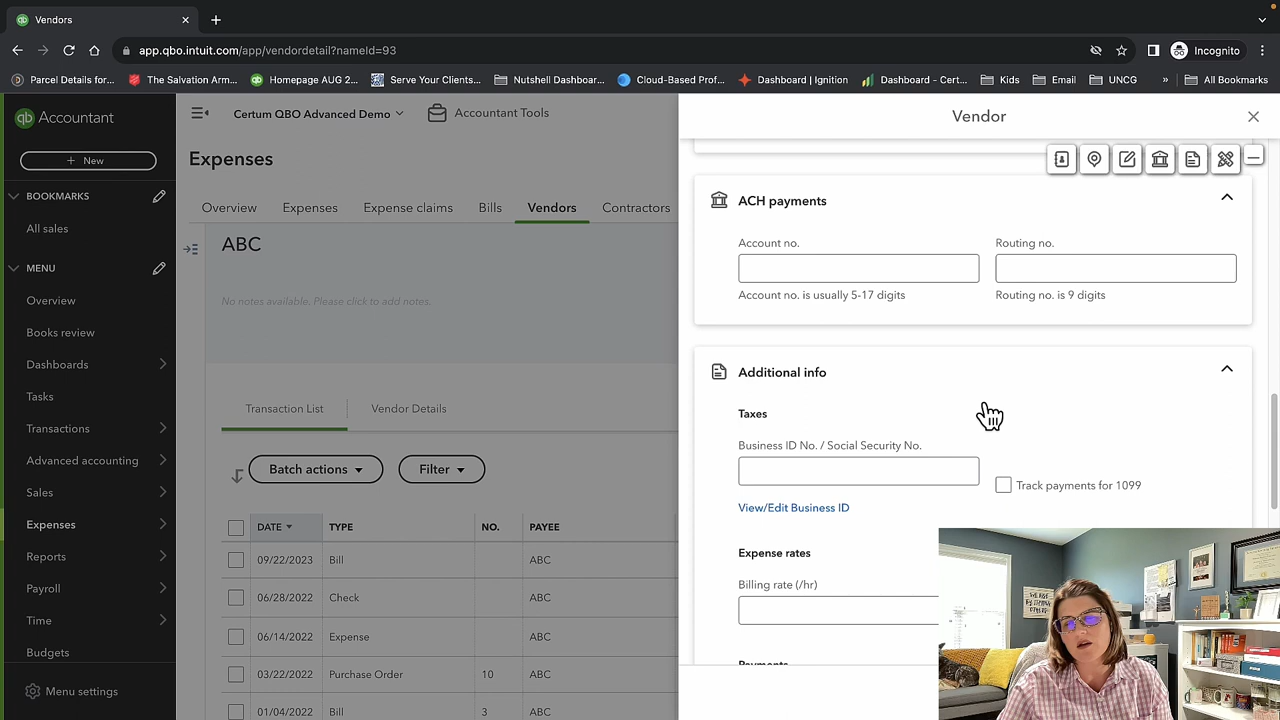 Vendors
app.qbo.intuit.com/app/vendordetail?nameId=93
Incognito
Parcel Details for...
The Salvation Arm...
Homepage AUG 2...
Serve Your Clients...
Nutshell Dashboar...
Cloud-Based Prof...
Dashboard | Ignition
Dashboard - Cert...
Kids
Email
UNCG
»
All Bookmarks
qb Accountant
+ New
BOOKMARKS
All sales
MENU
Overview
Books review
Dashboards
Tasks
Transactions
Advanced accounting
Sales
Expenses
Reports
Payroll
Time
Budgets
Menu settings
Certum QBO Advanced Demo
Accountant Tools
Expenses
Overview
Expenses
Expense claims
Bills
Vendors
Contractors
ABC
No notes available. Please click to add notes.
Transaction List
Vendor Details
Batch actions
Filter
DATE TYPE NO. PAYEE
09/22/2023 Bill ABC
06/28/2022 Check ABC
06/14/2022 Expense ABC
03/22/2023 Purchase Order 10 ABC
01/04/2022 Bill 3 ABC
Vendor
ACH payments
Account no. Routing no.
Account no. is usually 5-17 digits Routing no. is 9 digits
Additional info
Taxes
Business ID No. / Social Security No.
Track payments for 1099
View/Edit Business ID
Expense rates
Billing rate (/hr)
Payments